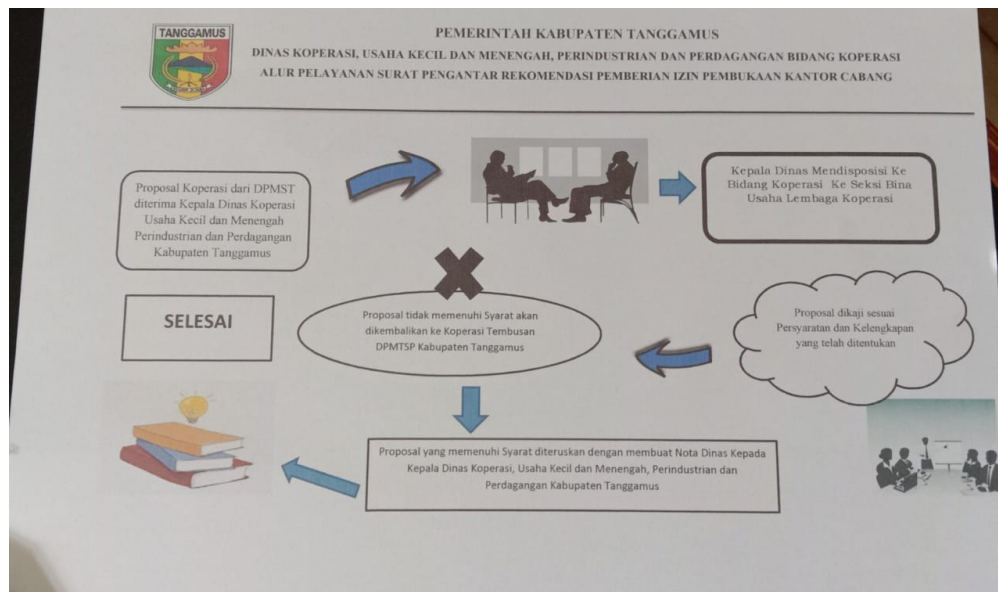 TANGGAMUS
PEMERINTAH KABUPATEN TANGGAMUS
DINAS KOPERASI, USAHA KECIL DAN MENENGAH, PERINDUSTRIAN DAN PERDAGANGAN BIDANG KOPERASI
ALUR PELAYANAN SURAT PENGANTAR REKOMENDASI PEMBERIAN IZIN PEMBUKAAN KANTOR CABANG
Proposal Koperasi dari DPMST
diterima Kepala Dinas Koperasi
Usaha Kecil dan Menengah
Perindustrian dan Perdagangan
Kabupaten Tanggamus
Kepala Dinas Mendisposisi Ke
Bidang Koperasi Ke Seksi Bina
Usaha Lembaga Koperasi
Proposal dikaji sesuai
Persyaratan dan Kelengkapan
yang telah ditentukan
Proposal tidak memenuhi Syarat akan
dikembalikan ke Koperasi Tembusan
DPMTSP Kabupaten Tanggamus
Proposal yang memenuhi Syarat diteruskan dengan membuat Nota Dinas Kepada
Kepala Dinas Koperasi, Usaha Kecil dan Menengah, Perindustrian dan
Perdagangan Kabupaten Tanggamus
SELESAI